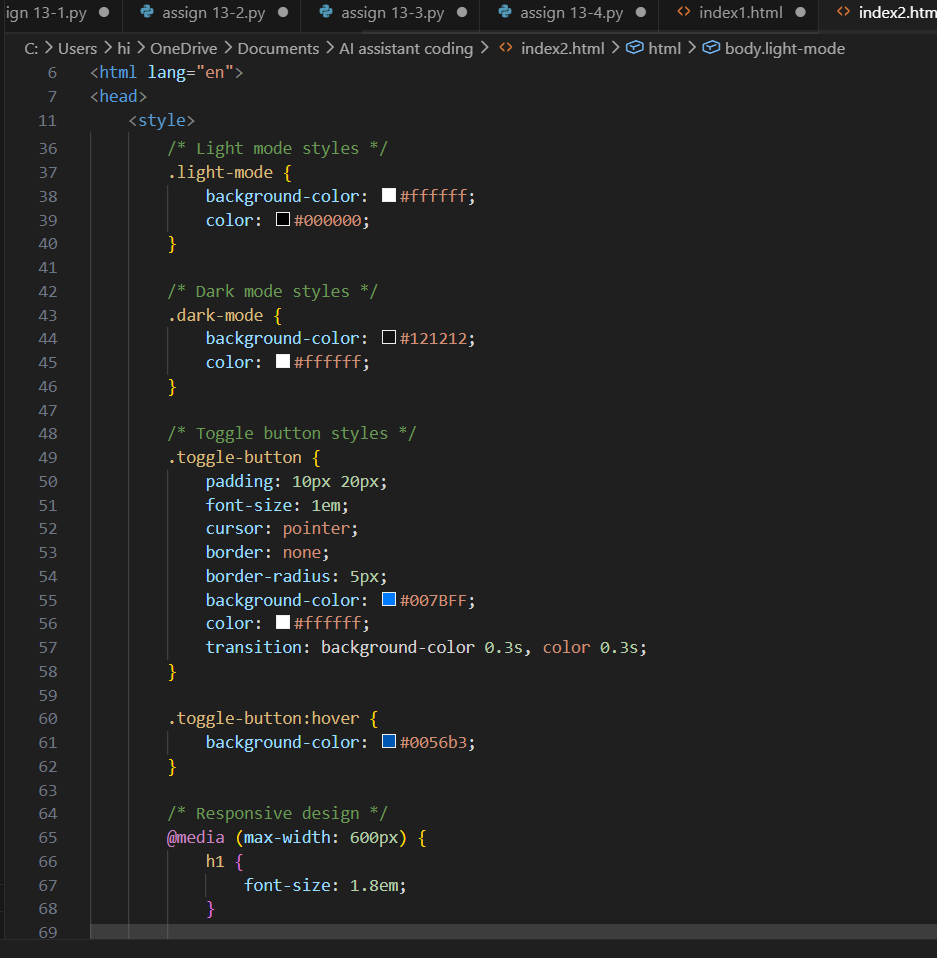 ign 13-1.py assign 13-2.py assign 13-3.py assign 13-4.py index1.html index2.htm
C: > Users > hi > OneDrive > Documents > AI assistant coding > index2.html > html > body.light-mode
6 <html lang="en">
7 <head>
11 <style>
36 /* Light mode styles */
37 .light-mode {
38 background-color: #ffffff;
39 color: #000000;
40 }
41
42 /* Dark mode styles */
43 .dark-mode {
44 background-color: #121212;
45 color: #ffffff;
46 }
47
48 /* Toggle button styles */
49 .toggle-button {
50 padding: 10px 20px;
51 font-size: 1em;
52 cursor: pointer;
53 border: none;
54 border-radius: 5px;
55 background-color: #007BFF;
56 color: #ffffff;
57 transition: background-color 0.3s, color 0.3s;
58 }
59
60 .toggle-button:hover {
61 background-color: #0056b3;
62 }
63
64 /* Responsive design */
65 @media (max-width: 600px) {
66 h1 {
67 font-size: 1.8em;
68 }
69